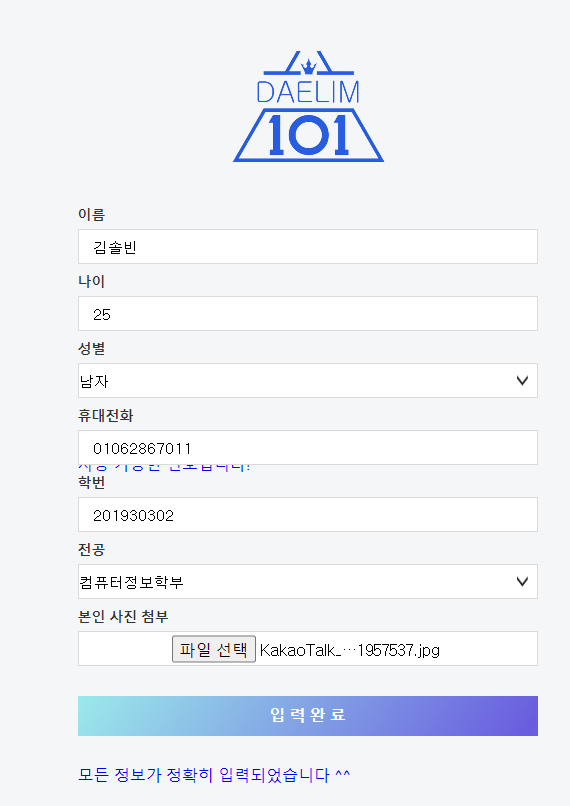 DAELIM
101
이름
김솔빈
나이
25
성별
남자
휴대전화
01062867011
학번
201930302
전공
컴퓨터정보학부
본인 사진 첨부
파일 선택 KakaoTalk_…1957537.jpg
입 력 완 료
모든 정보가 정확히 입력되었습니다 ^^